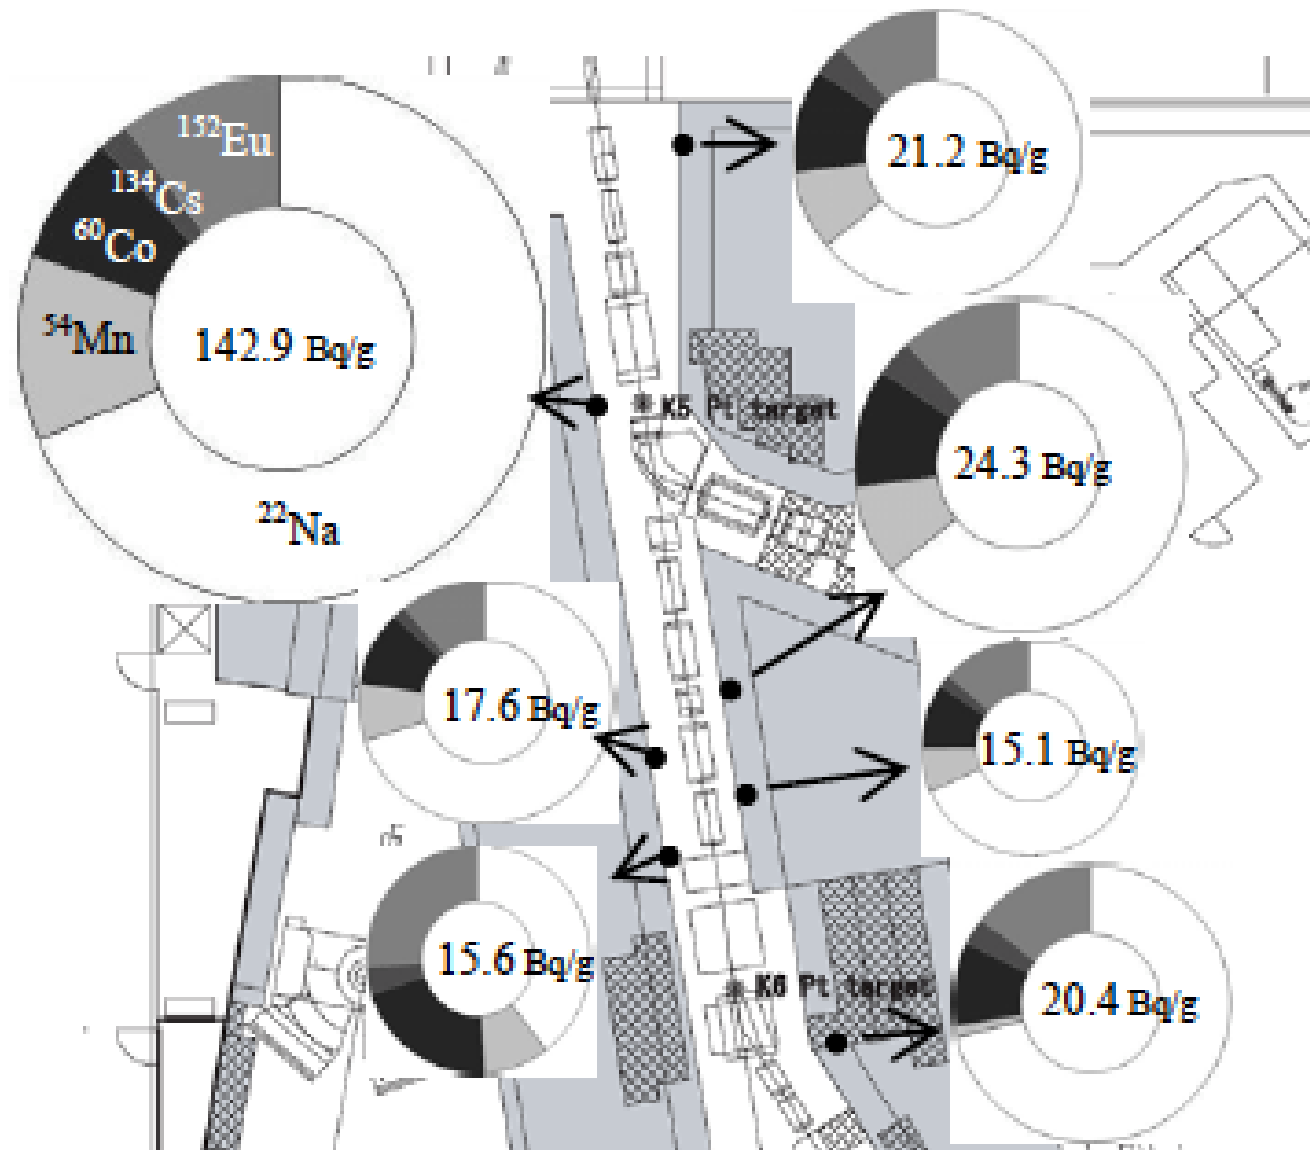 21.2 Bq/g
¹⁵²Eu
¹³⁴Cs
⁶⁰Co
⁵⁴Mn
142.9 Bq/g
K5 Pt target
24.3 Bq/g
²²Na
17.6 Bq/g
15.1 Bq/g
15.6 Bq/g
K6 Pt target
20.4 Bq/g